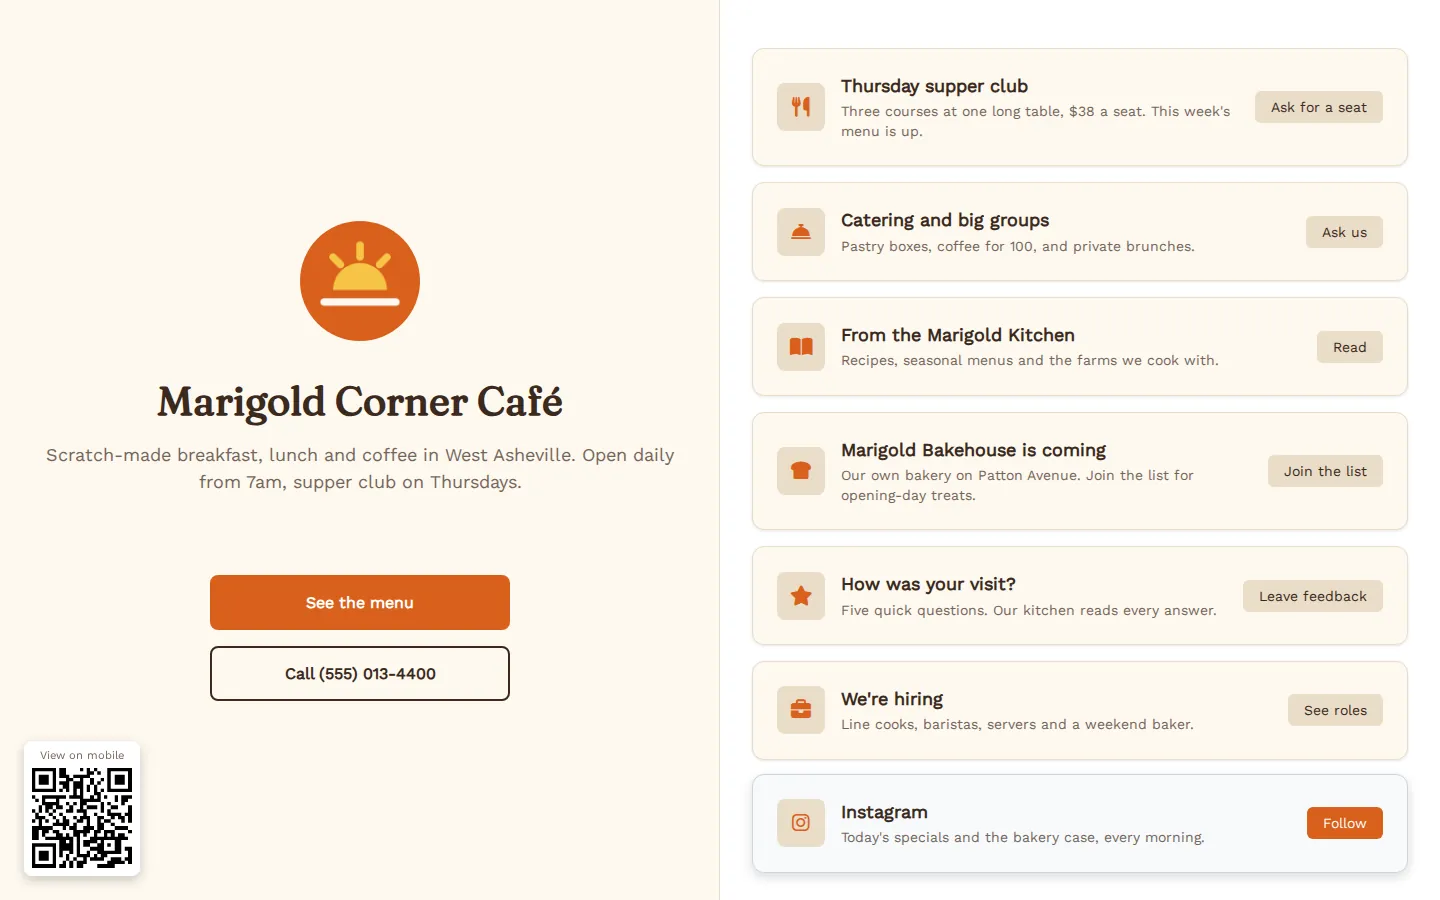 Marigold Corner Café
Scratch-made breakfast, lunch and coffee in West Asheville. Open daily
from 7am, supper club on Thursdays.
See the menu
Call (555) 013-4400
View on mobile
Thursday supper club
Three courses at one long table, $38 a seat. This week's
menu is up.
Ask for a seat
Catering and big groups
Pastry boxes, coffee for 100, and private brunches.
Ask us
From the Marigold Kitchen
Recipes, seasonal menus and the farms we cook with.
Read
Marigold Bakehouse is coming
Our own bakery on Patton Avenue. Join the list for
opening-day treats.
Join the list
How was your visit?
Five quick questions. Our kitchen reads every answer.
Leave feedback
We're hiring
Line cooks, baristas, servers and a weekend baker.
See roles
Instagram
Today's specials and the bakery case, every morning.
Follow